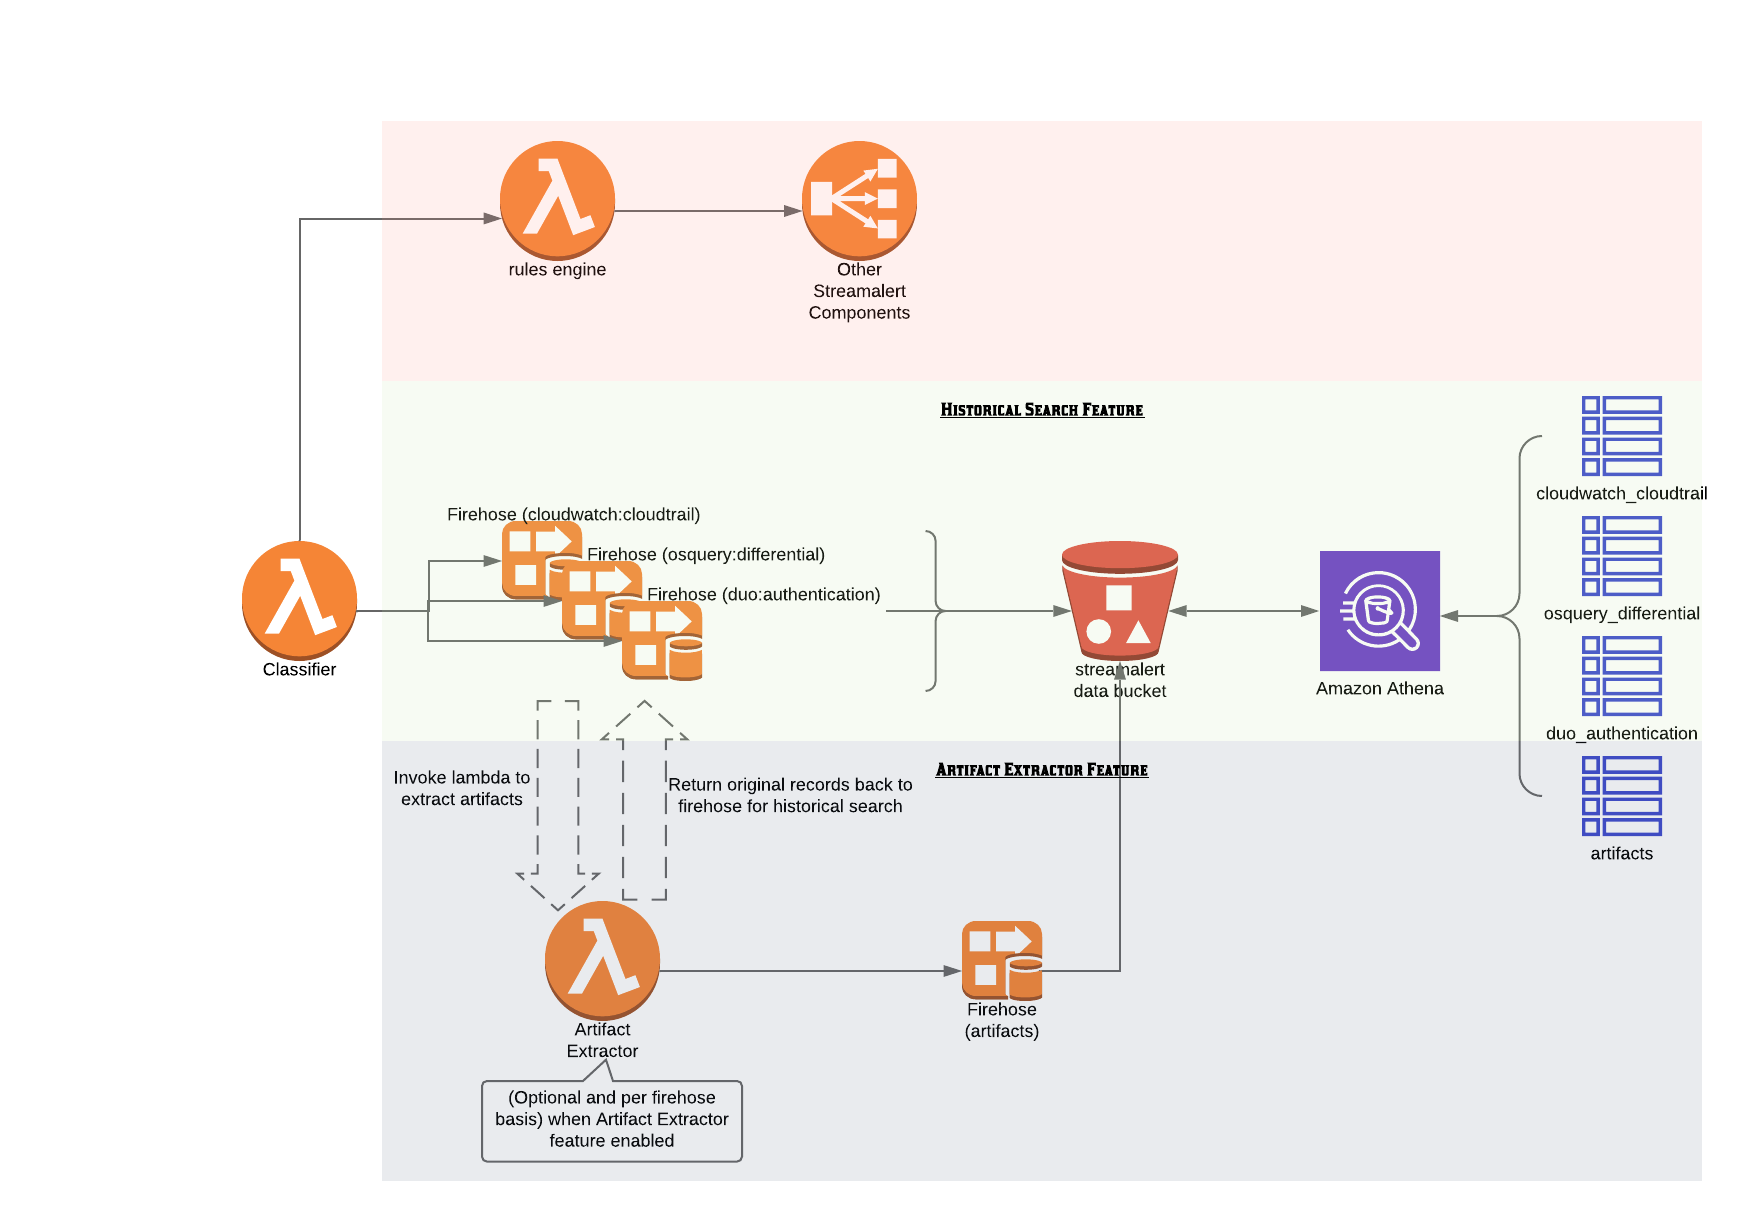 rules engine
Other
Streamalert
Components
Historical Search Feature
Firehose (cloudwatch:cloudtrail)
Firehose (osquery:differential)
Firehose (duo:authentication)
Classifier
streamalert
data bucket
Amazon Athena
cloudwatch_cloudtrail
osquery_differential
duo_authentication
artifacts
Artifact Extractor Feature
Invoke lambda to
extract artifacts
Return original records back to
firehose for historical search
Artifact
Extractor
(Optional and per firehose
basis) when Artifact Extractor
feature enabled
Firehose
(artifacts)